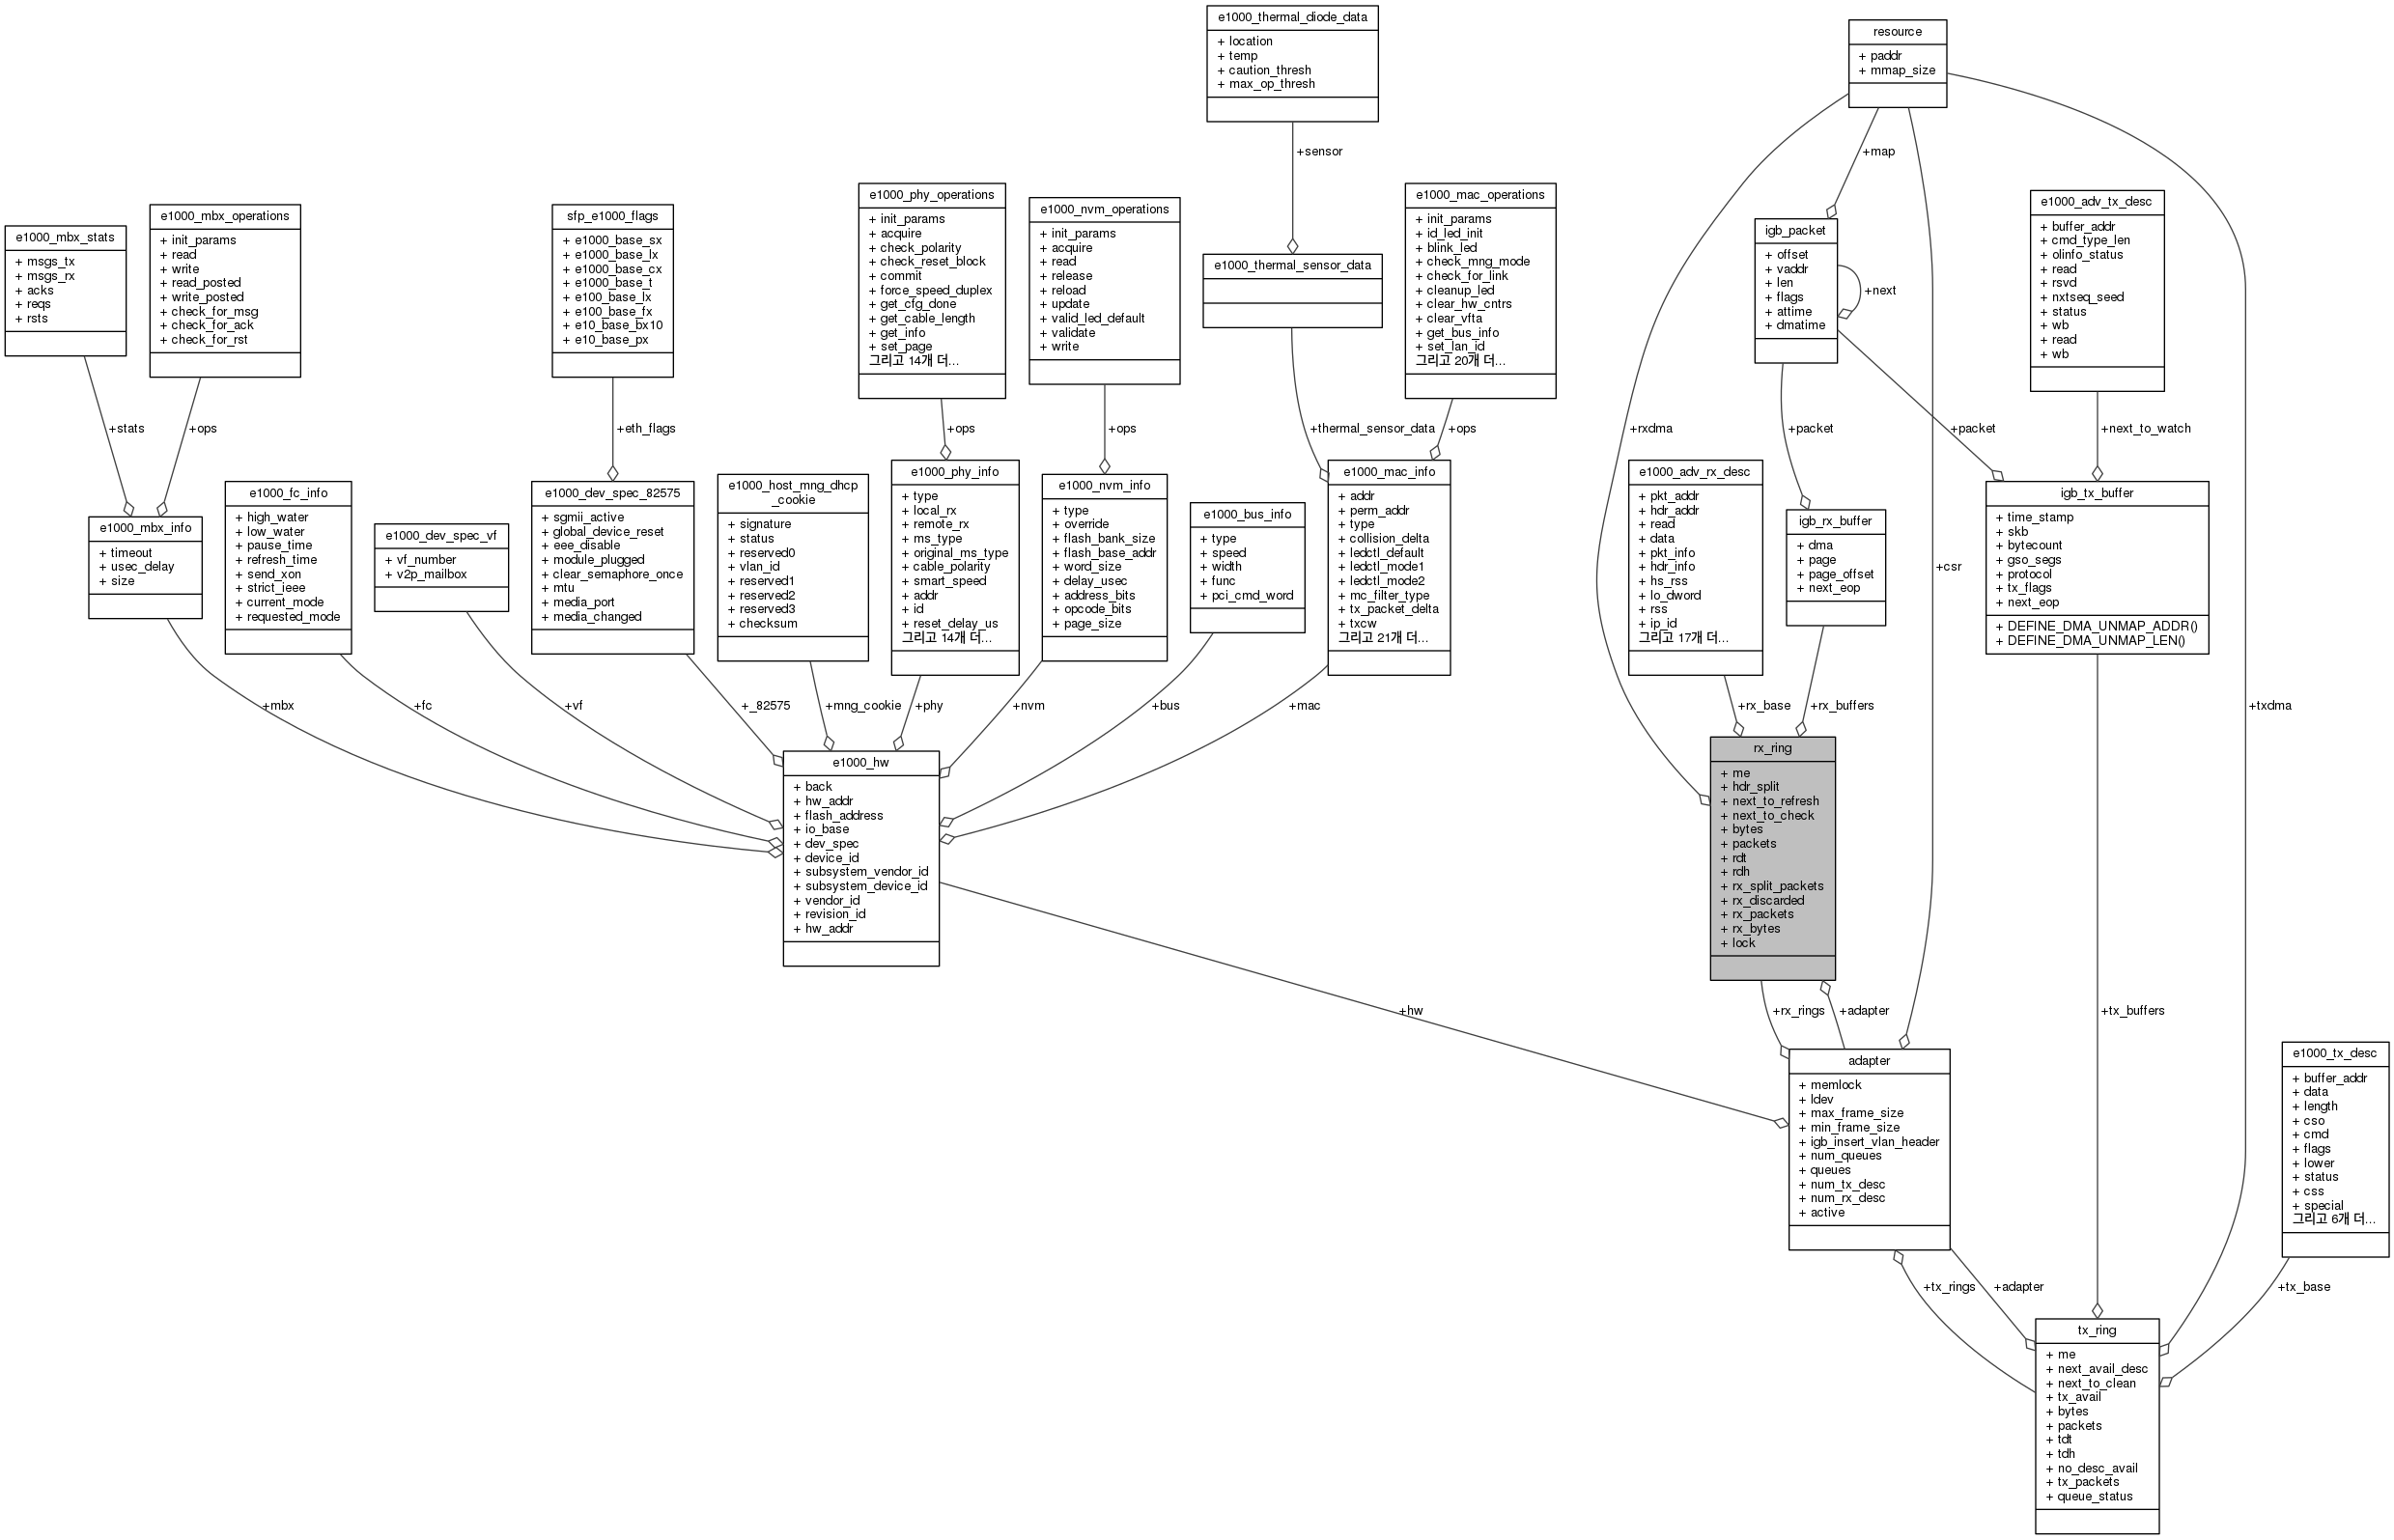 e1000_thermal_diode_data
+ location
+ temp
+ caution_thresh
+ max_op_thresh
resource
+ paddr
+ mmap_size
+sensor
+map
e1000_mbx_stats
+ msgs_tx
+ msgs_rx
+ acks
+ reqs
+ rsts
e1000_mbx_operations
+ init_params
+ read
+ write
+ read_posted
+ write_posted
+ check_for_msg
+ check_for_ack
+ check_for_rst
sfp_e1000_flags
+ e1000_base_sx
+ e1000_base_lx
+ e1000_base_cx
+ e1000_base_t
+ e100_base_lx
+ e100_base_fx
+ e10_base_bx10
+ e10_base_px
e1000_phy_operations
+ init_params
+ acquire
+ check_polarity
+ check_reset_block
+ commit
+ force_speed_duplex
+ get_cfg_done
+ get_cable_length
+ get_info
+ set_page
그리고 14개 더...
e1000_nvm_operations
+ init_params
+ acquire
+ read
+ release
+ reload
+ update
+ valid_led_default
+ validate
+ write
e1000_thermal_sensor_data
e1000_mac_operations
+ init_params
+ id_led_init
+ blink_led
+ check_mng_mode
+ check_for_link
+ cleanup_led
+ clear_hw_cntrs
+ clear_vfta
+ get_bus_info
+ set_lan_id
그리고 20개 더...
igb_packet
+ offset
+ vaddr
+ len
+ flags
+ attime
+ dmatime
+next
e1000_adv_tx_desc
+ buffer_addr
+ cmd_type_len
+ olinfo_status
+ read
+ rsvd
+ nxtseq_seed
+ status
+ wb
+ read
+ wb
+stats
+ops
+eth_flags
+ops
+ops
+thermal_sensor_data
+ops
+rxdma
+packet
+packet
+next_to_watch
e1000_mbx_info
+ timeout
+ usec_delay
+ size
e1000_fc_info
+ high_water
+ low_water
+ pause_time
+ refresh_time
+ send_xon
+ strict_ieee
+ current_mode
+ requested_mode
e1000_dev_spec_vf
+ vf_number
+ v2p_mailbox
e1000_dev_spec_82575
+ sgmii_active
+ global_device_reset
+ eee_disable
+ module_plugged
+ clear_semaphore_once
+ mtu
+ media_port
+ media_changed
e1000_host_mng_dhcp
_cookie
+ signature
+ status
+ reserved0
+ vlan_id
+ reserved1
+ reserved2
+ reserved3
+ checksum
e1000_phy_info
+ type
+ local_rx
+ remote_rx
+ ms_type
+ original_ms_type
+ cable_polarity
+ smart_speed
+ addr
+ id
+ reset_delay_us
그리고 14개 더...
e1000_nvm_info
+ type
+ override
+ flash_bank_size
+ flash_base_addr
+ word_size
+ delay_usec
+ address_bits
+ opcode_bits
+ page_size
e1000_bus_info
+ type
+ speed
+ width
+ func
+ pci_cmd_word
e1000_mac_info
+ addr
+ perm_addr
+ type
+ collision_delta
+ ledctl_default
+ ledctl_mode1
+ ledctl_mode2
+ mc_filter_type
+ tx_packet_delta
+ txcw
그리고 21개 더...
e1000_adv_rx_desc
+ pkt_addr
+ hdr_addr
+ read
+ data
+ pkt_info
+ hdr_info
+ hs_rss
+ lo_dword
+ rss
+ ip_id
그리고 17개 더...
igb_rx_buffer
+ dma
+ page
+ page_offset
+ next_eop
+csr
igb_tx_buffer
+ time_stamp
+ skb
+ bytecount
+ gso_segs
+ protocol
+ tx_flags
+ next_eop
+ DEFINE_DMA_UNMAP_ADDR()
+ DEFINE_DMA_UNMAP_LEN()
+mbx
+fc
+vf
+_82575
+mng_cookie
+phy
+nvm
+bus
+mac
+rx_base
+rx_buffers
+txdma
e1000_hw
+ back
+ hw_addr
+ flash_address
+ io_base
+ dev_spec
+ device_id
+ subsystem_vendor_id
+ subsystem_device_id
+ vendor_id
+ revision_id
+ hw_addr
rx_ring
+ me
+ hdr_split
+ next_to_refresh
+ next_to_check
+ bytes
+ packets
+ rdt
+ rdh
+ rx_split_packets
+ rx_discarded
+ rx_packets
+ rx_bytes
+ lock
+hw
+rx_rings
+adapter
+tx_buffers
adapter
+ memlock
+ ldev
+ max_frame_size
+ min_frame_size
+ igb_insert_vlan_header
+ num_queues
+ queues
+ num_tx_desc
+ num_rx_desc
+ active
e1000_tx_desc
+ buffer_addr
+ data
+ length
+ cso
+ cmd
+ flags
+ lower
+ status
+ css
+ special
그리고 6개 더...
+tx_rings
+adapter
+tx_base
tx_ring
+ me
+ next_avail_desc
+ next_to_clean
+ tx_avail
+ bytes
+ packets
+ tdt
+ tdh
+ no_desc_avail
+ tx_packets
+ queue_status